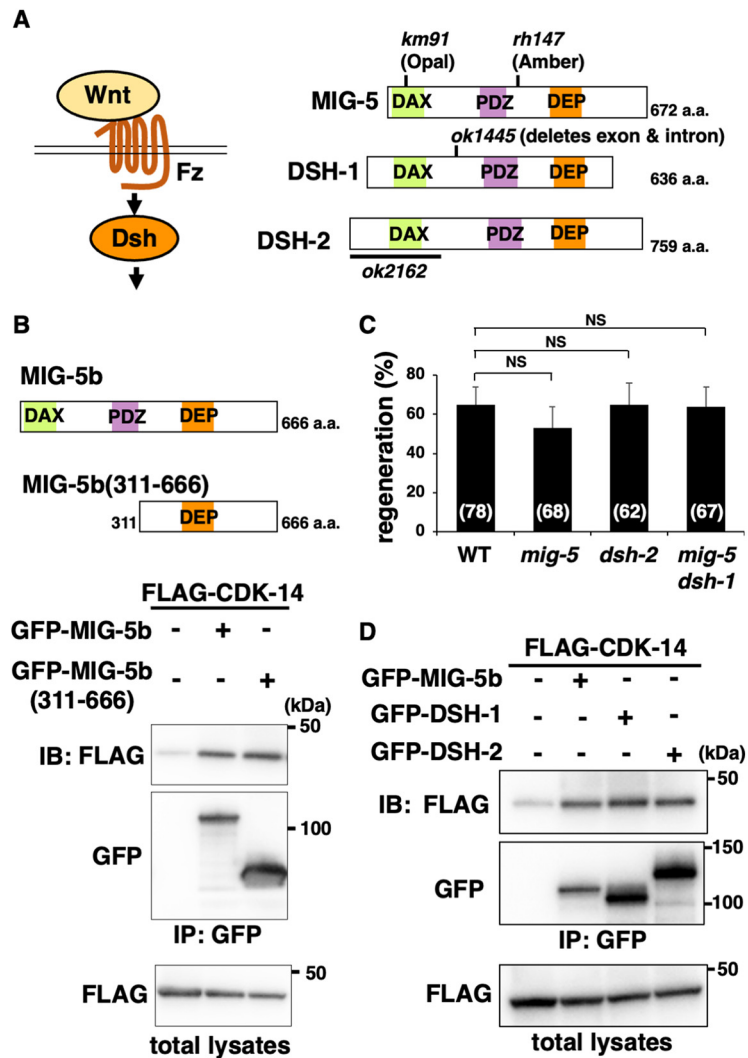 A
Wnt
Fz
Dsh
km91
(Opal)
rh147
(Amber)
MIG-5
DAX
PDZ
DEP
672 a.a.
ok1445 (deletes exon & intron)
DSH-1
DAX
PDZ
DEP
636 a.a.
DSH-2
DAX
PDZ
DEP
759 a.a.
ok2162
B
MIG-5b
DAX
PDZ
DEP
666 a.a.
MIG-5b(311-666)
311
DEP
666 a.a.
FLAG-CDK-14
GFP-MIG-5b - + -
GFP-MIG-5b - - +
(311-666)
(kDa)
50
IB: FLAG
GFP
100
IP: GFP
50
FLAG
total lysates
C
NS
NS
NS
regeneration (%)
80
60
40
20
0
(78) (68) (62) (67)
WT mig-5 dsh-2 mig-5
dsh-1
D
FLAG-CDK-14
GFP-MIG-5b - + - -
GFP-DSH-1 - - + -
GFP-DSH-2 - - - + (kDa)
50
IB: FLAG
150
GFP
100
IP: GFP
50
FLAG
total lysates